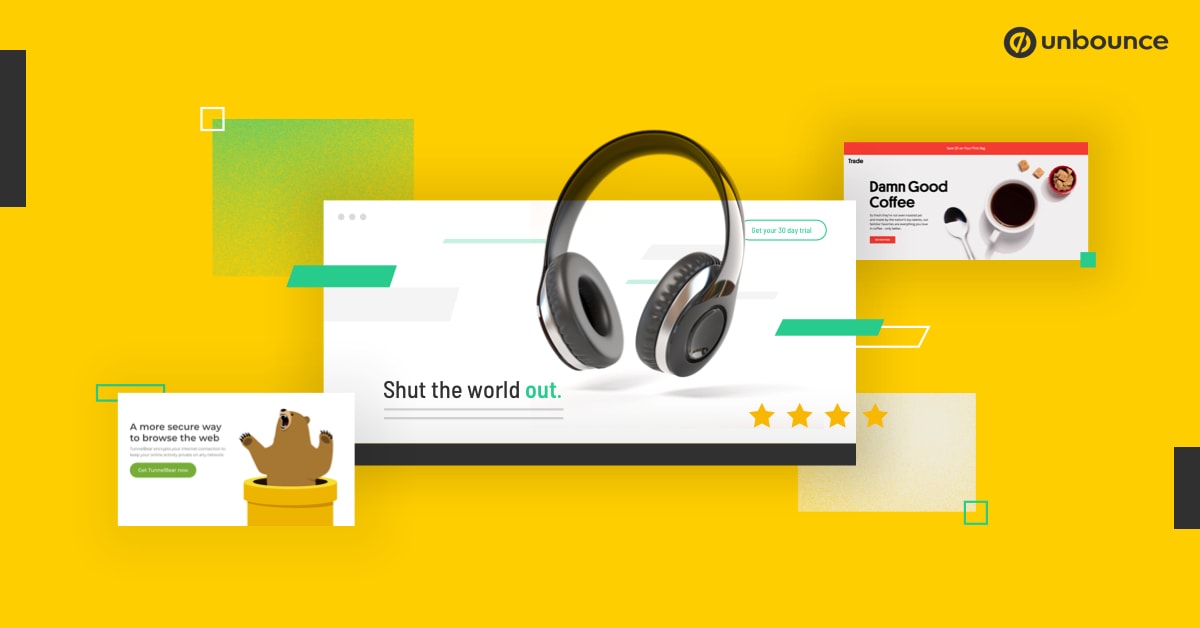 unbounce
Save $5 on Your First Bag
Trade
Damn Good
Coffee
Get your 30 day trial
Shut the world out.
A more secure way
to browse the web
TunnelBear encrypts your internet connection to
keep your online activity private on any network
Get TunnelBear now